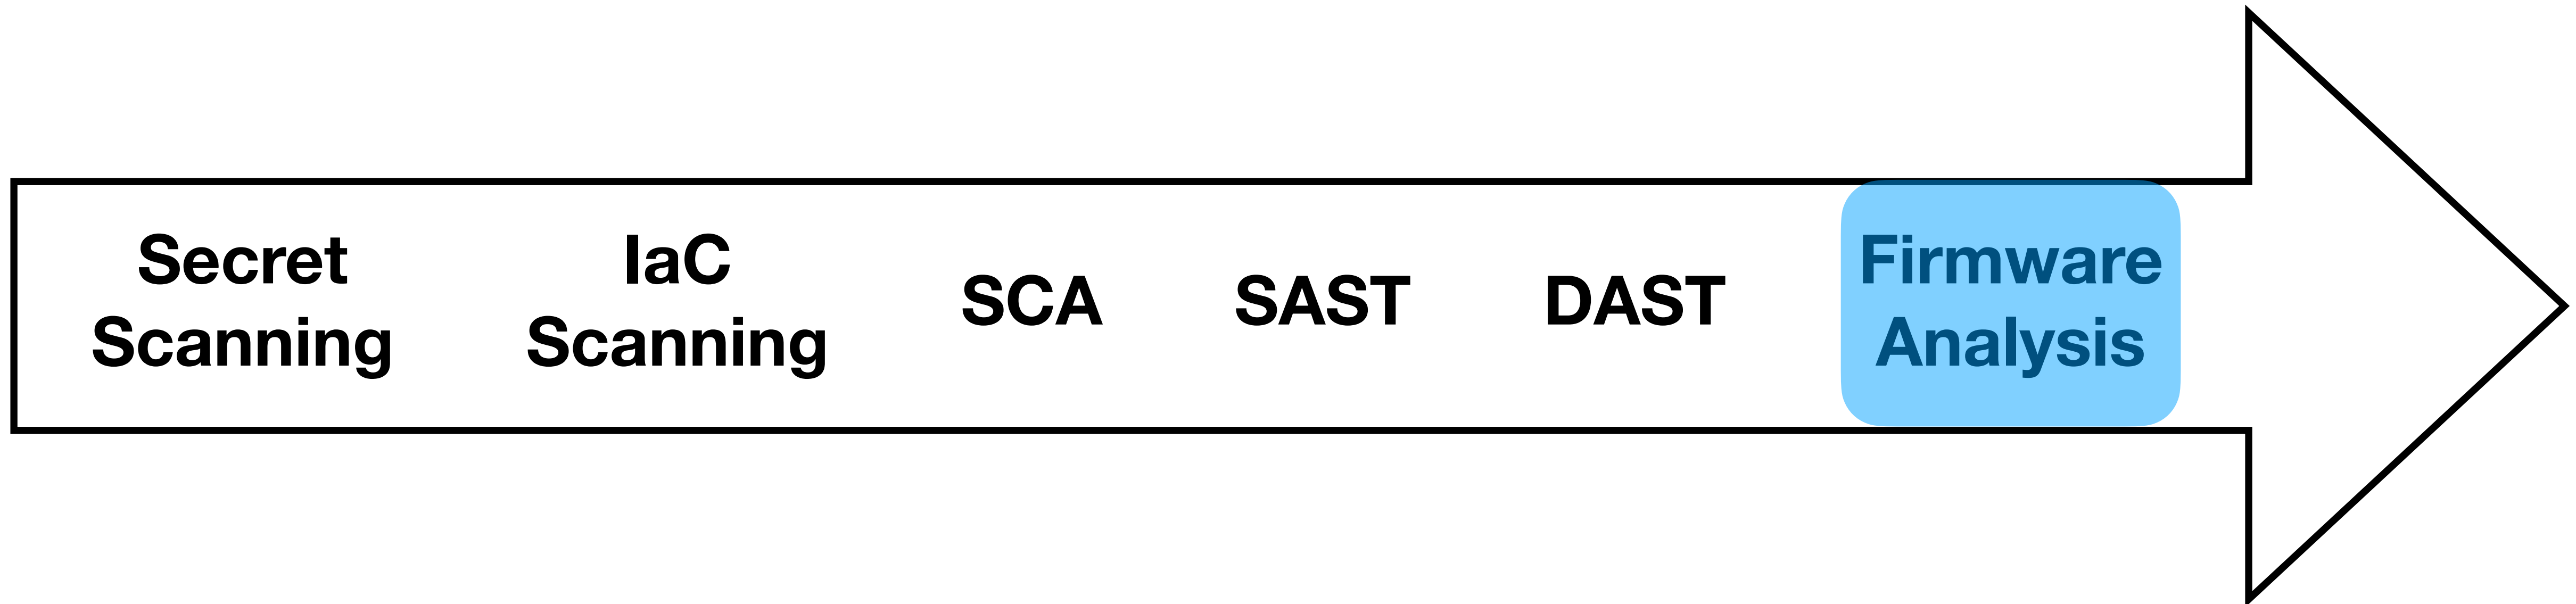 Secret
Scanning
IaC
Scanning
SCA
SAST
DAST
Firmware
Analysis